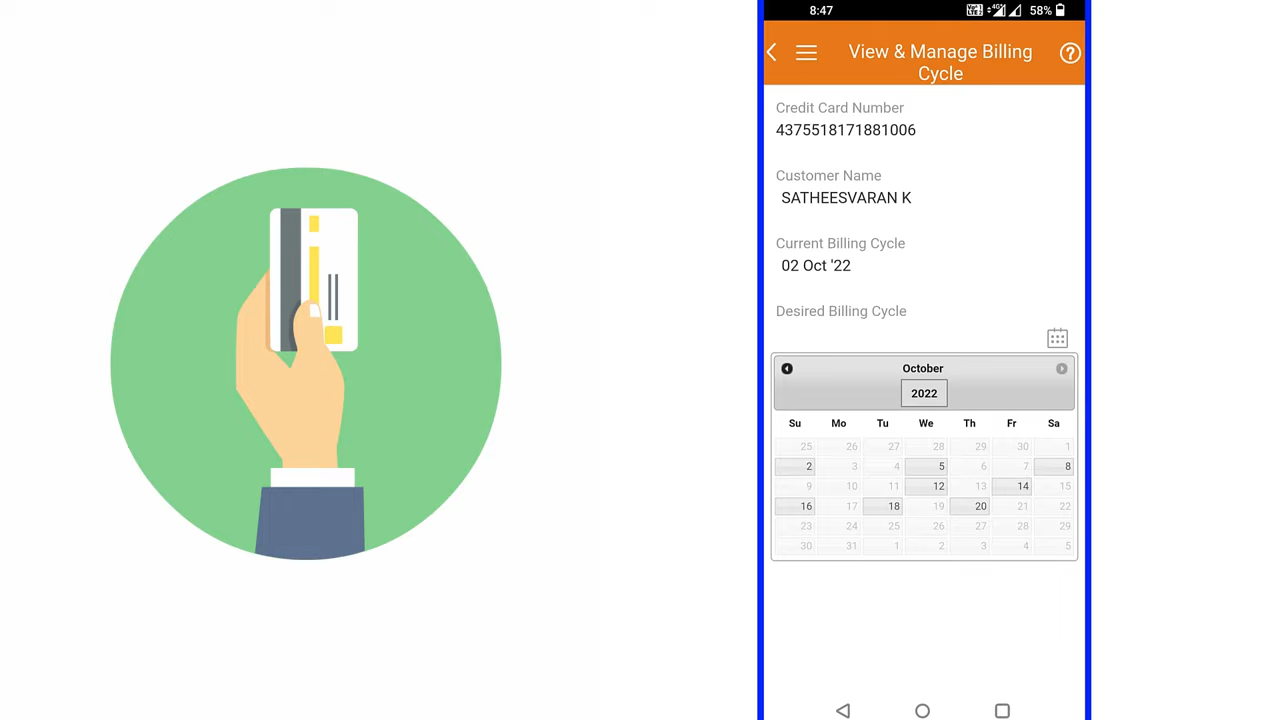 8:47
58%
View & Manage Billing
Cycle
Credit Card Number
4375518171881006
Customer Name
SATHEESVARAN K
Current Billing Cycle
02 Oct '22
Desired Billing Cycle
October
2022
Su Mo Tu We Th Fr Sa
25 26 27 28 29 30 1
2 3 4 5 6 7 8
9 10 11 12 13 14 15
16 17 18 19 20 21 22
23 24 25 26 27 28 29
30 31 1 2 3 4 5